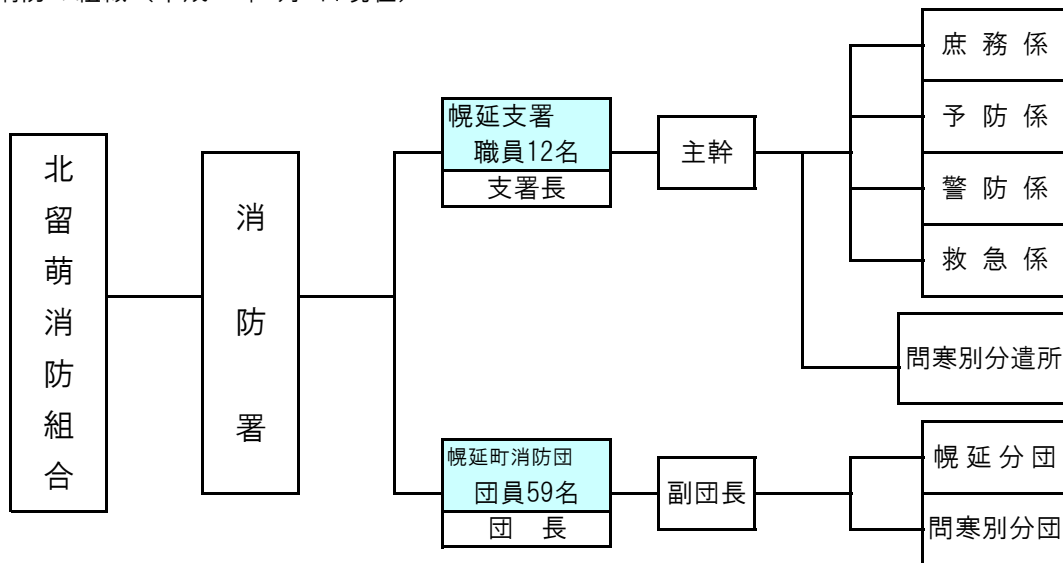 北留萌消防組合
消防署
幌延支署
職員12名
支署長
主幹
庶務係
予防係
警防係
救急係
問寒別分遣所
幌延町消防団
団員59名
団 長
副団長
幌延分団
問寒別分団